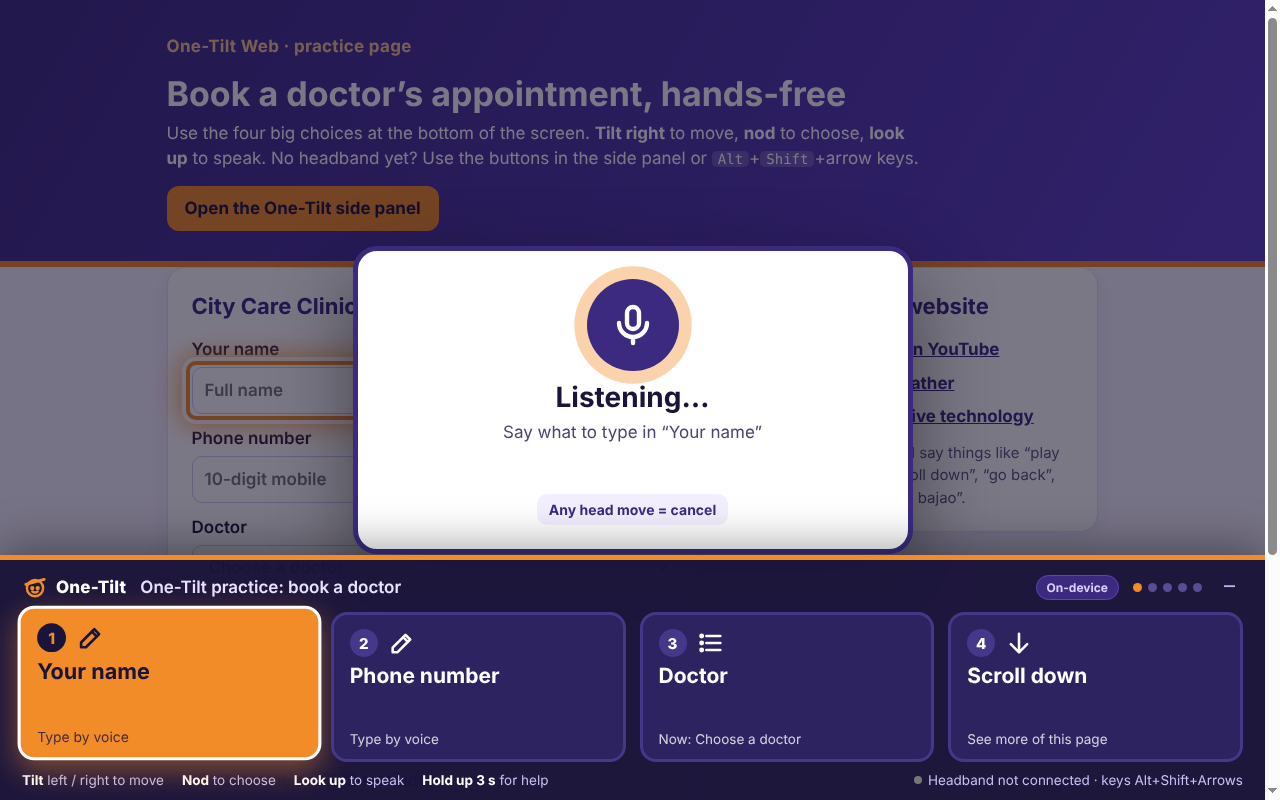 One-Tilt Web · practice page
Book a doctor’s appointment, hands-free
Use the four big choices at the bottom of the screen. Tilt right to move, nod to choose, look
up to speak. No headband yet? Use the buttons in the side panel or Alt+Shift+arrow keys.
Open the One-Tilt side panel
City Care Clinic
Your name
Full name
Phone number
10-digit mobile
Doctor
Choose a doctor
website
n YouTube
ather
ive technology
l say things like “play
oll down”, “go back”,
bajao”.
Listening…
Say what to type in “Your name”
Any head move = cancel
One-Tilt One-Tilt practice: book a doctor
On-device
1
Your name
Type by voice
2
Phone number
Type by voice
3
Doctor
Now: Choose a doctor
4
Scroll down
See more of this page
Tilt left / right to move Nod to choose Look up to speak Hold up 3 s for help
Headband not connected · keys Alt+Shift+Arrows